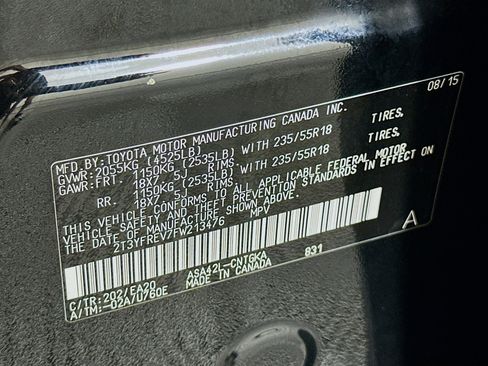 MFD.BY:TOYOTA MOTOR MANUFACTURING CANADA INC. 08/15
GVWR:2055KG (4525LB)
GAWR:FRT. 1150KG (2535LB) WITH 235/55R18 TIRES.
18X7.5J RIMS.
RR. 1150KG (2535LB) WITH 235/55R18 TIRES.
18X7.5J RIMS.
THIS VEHICLE CONFORMS TO ALL APPLICABLE FEDERAL MOTOR
VEHICLE SAFETY AND THEFT PREVENTION STANDARDS IN EFFECT ON
THE DATE OF MANUFACTURE SHOWN ABOVE.
2T3YFREV7FW213476 MPV
A
C/TR:202/EA20 ASA42L-CNTGKA 831
A/TM:-02A/U760E MADE IN CANADA